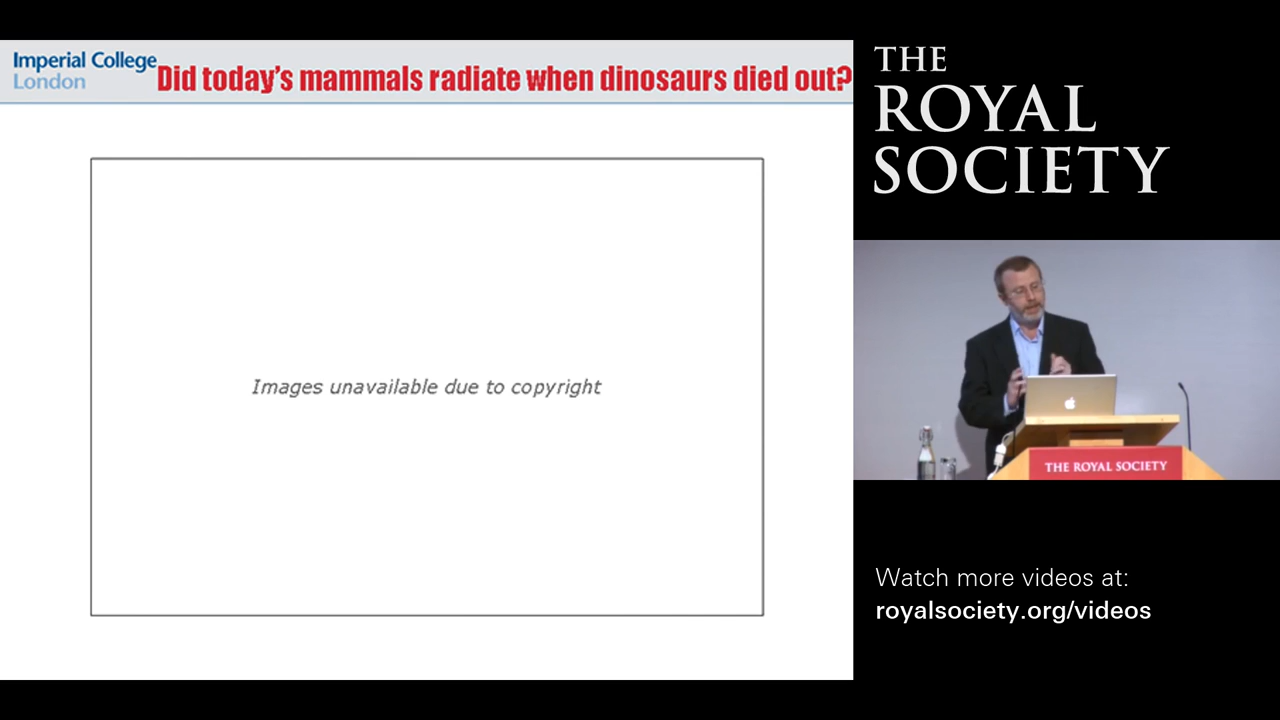 Imperial College
London
Did today's mammals radiate when dinosaurs died out?
Images unavailable due to copyright
THE
ROYAL
SOCIETY
THE ROYAL SOCIETY
Watch more videos at:
royalsociety.org/videos